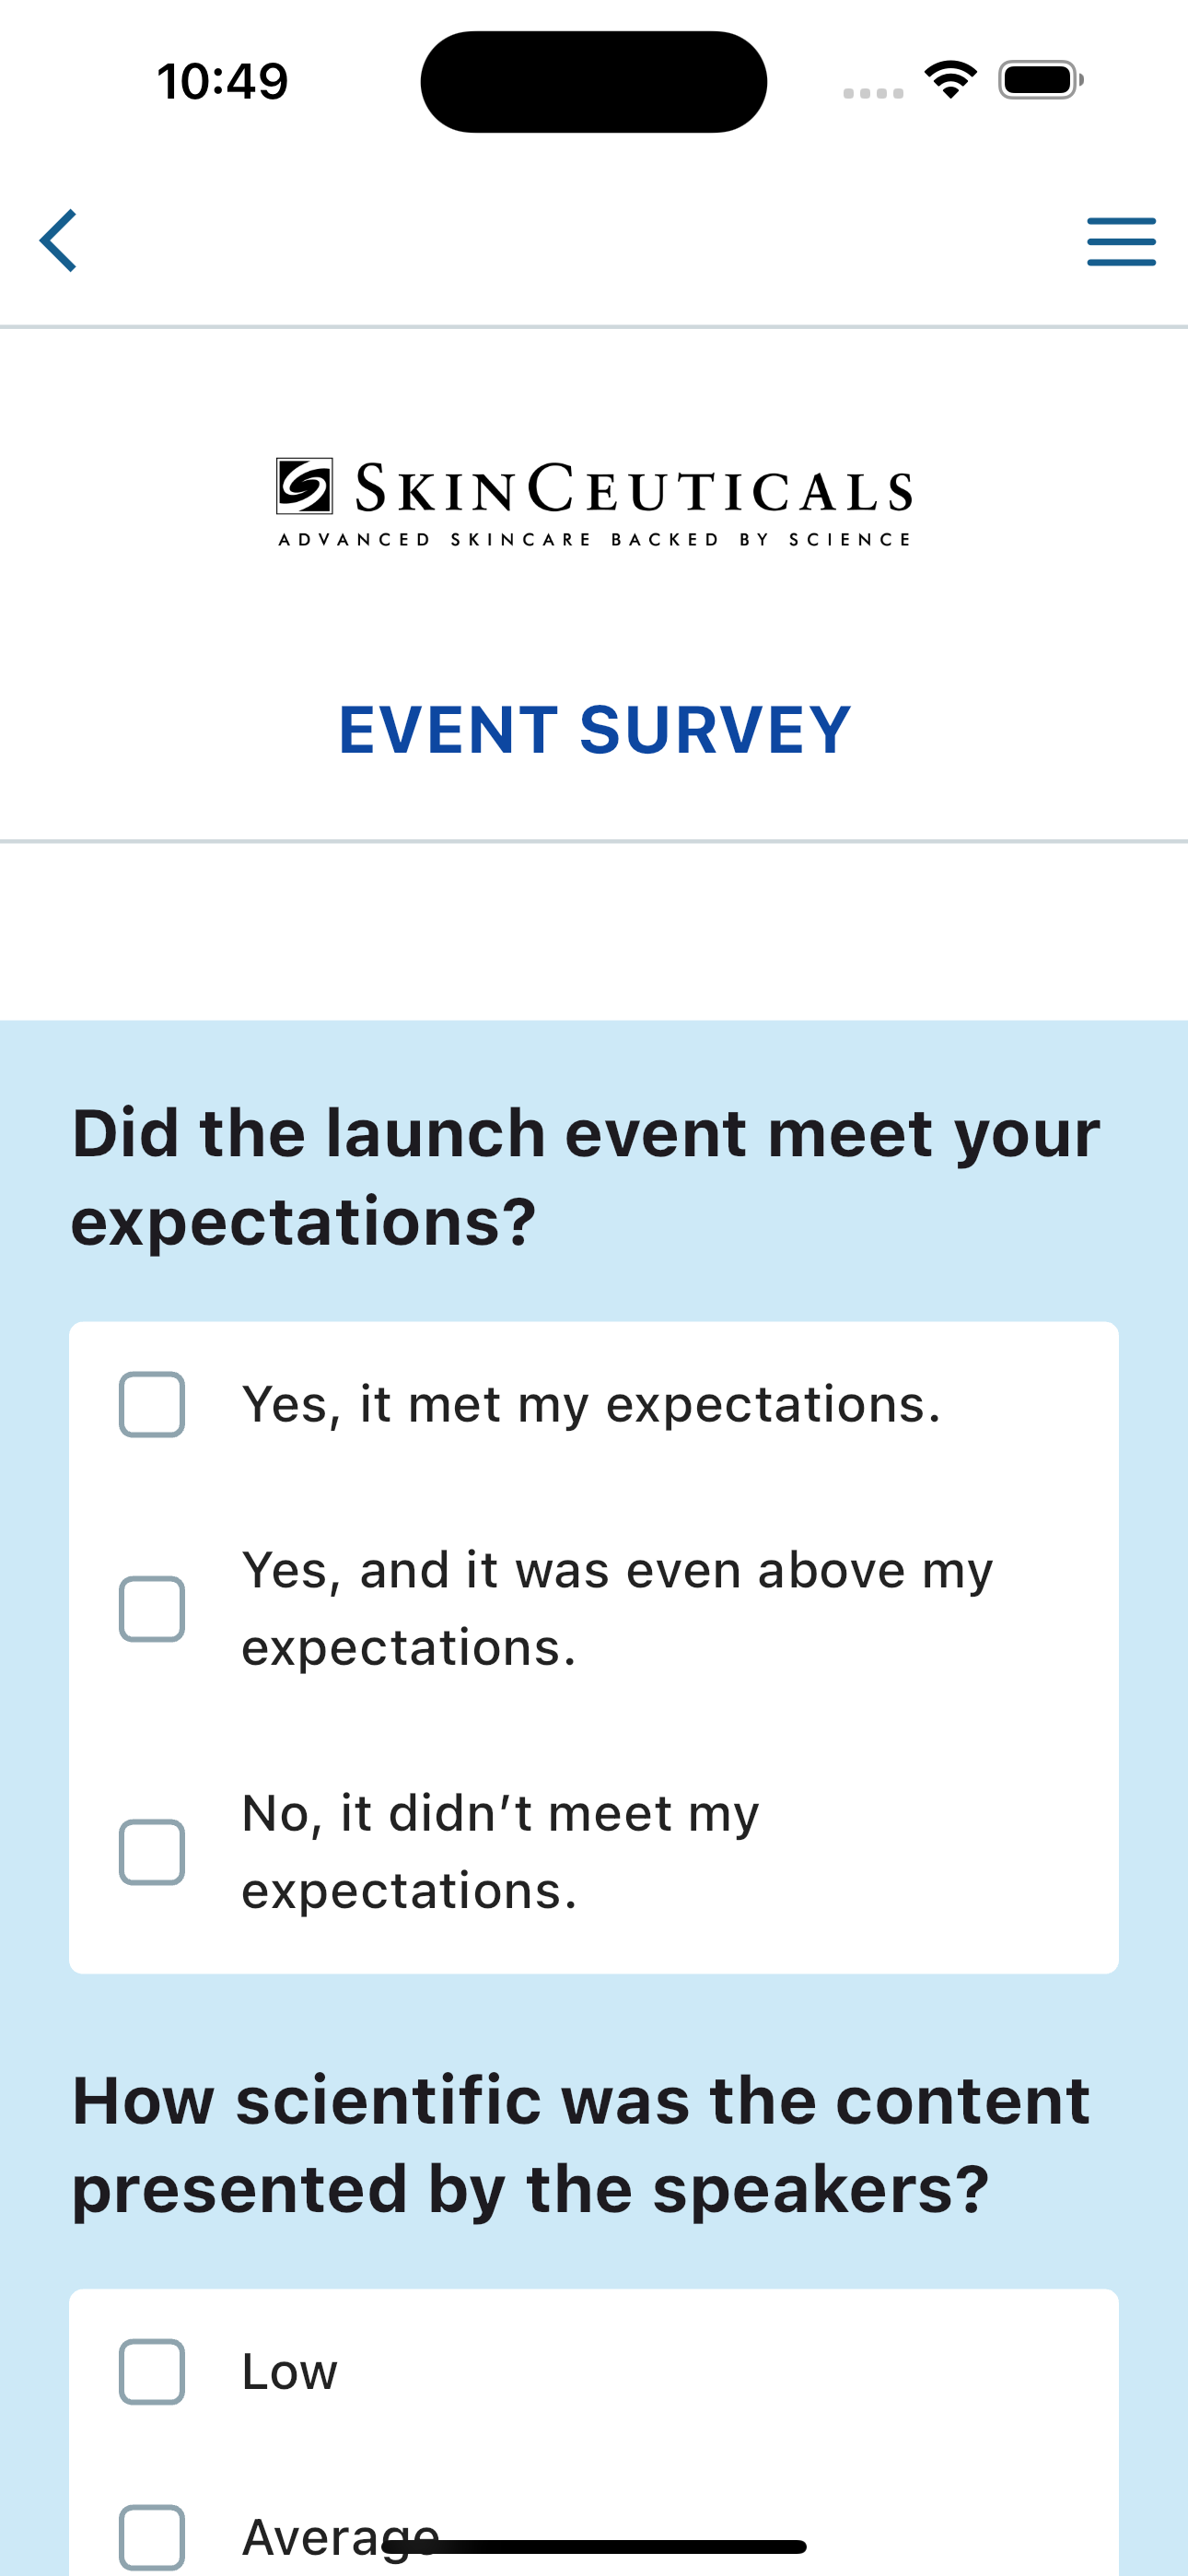 10:49
SKINCEUTICALS
ADVANCED SKINCARE BACKED BY SCIENCE
EVENT SURVEY
Did the launch event meet your
expectations?
Yes, it met my expectations.
Yes, and it was even above my
expectations.
No, it didn’t meet my
expectations.
How scientific was the content
presented by the speakers?
Low
Average